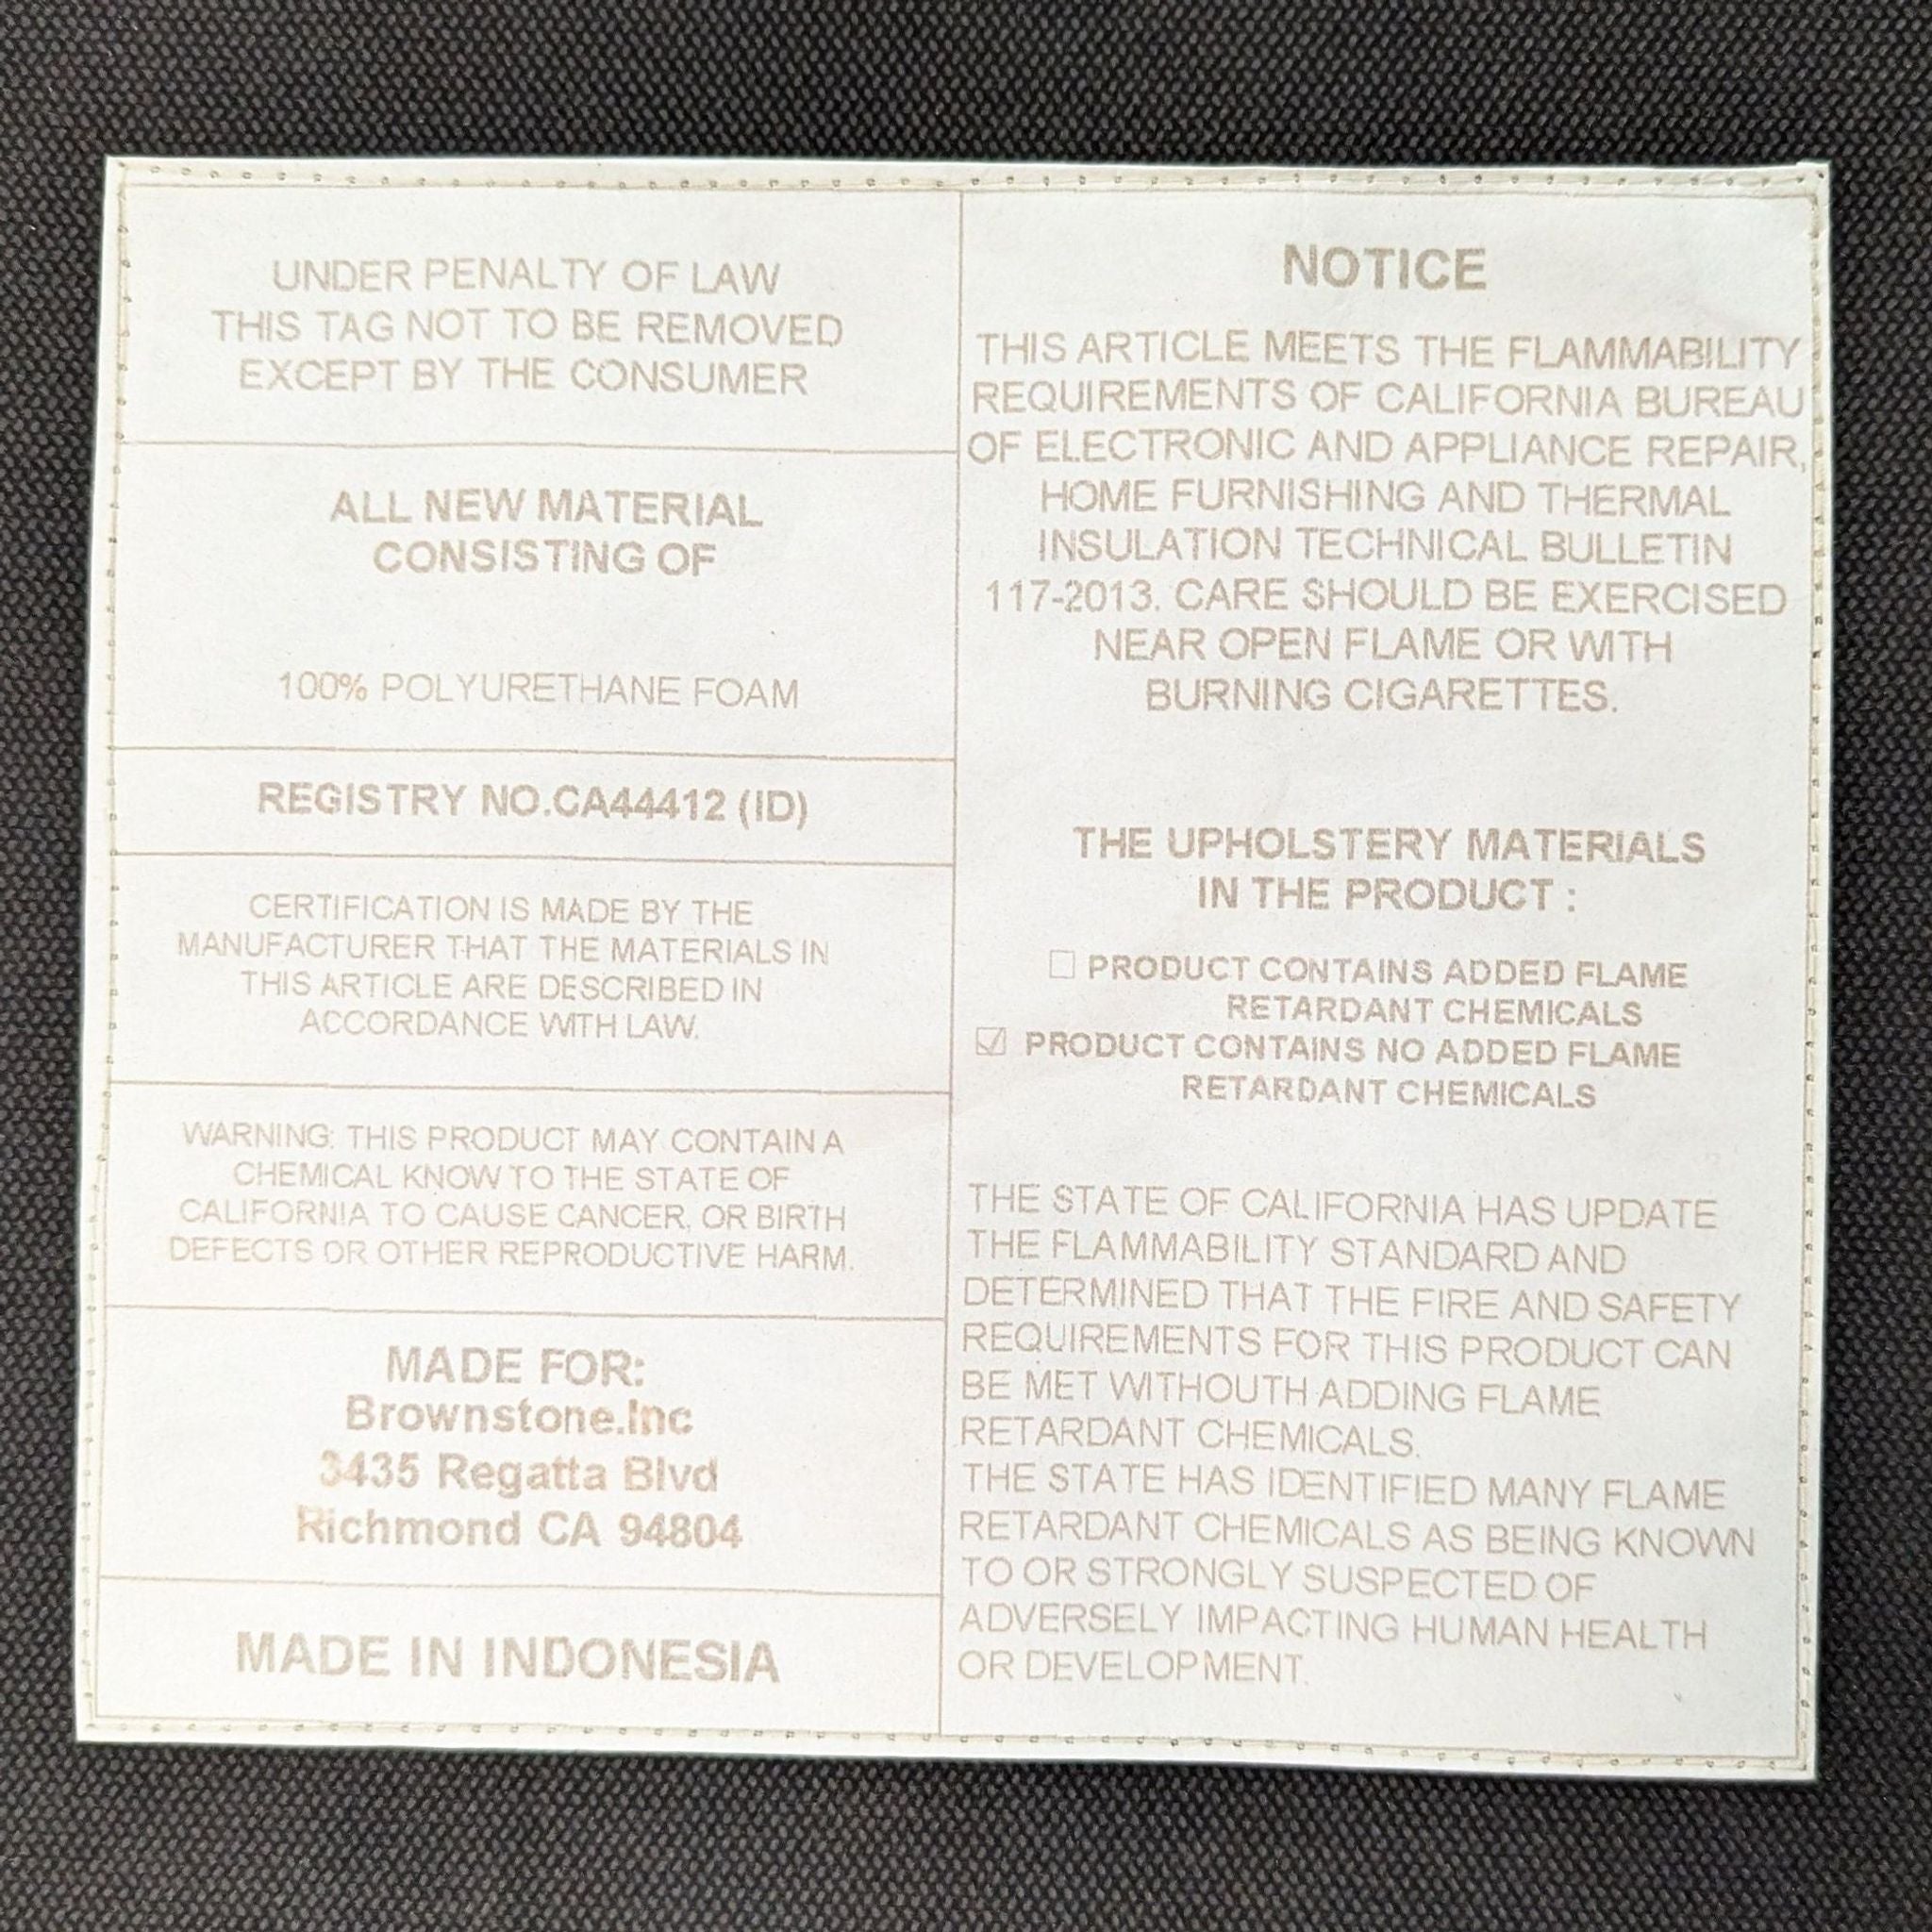 UNDER PENALTY OF LAW
THIS TAG NOT TO BE REMOVED
EXCEPT BY THE CONSUMER
ALL NEW MATERIAL
CONSISTING OF
100% POLYURETHANE FOAM
REGISTRY NO.CA44412 (ID)
CERTIFICATION IS MADE BY THE
MANUFACTURER THAT THE MATERIALS IN
THIS ARTICLE ARE DESCRIBED IN
ACCORDANCE WITH LAW.
WARNING: THIS PRODUCT MAY CONTAIN A
CHEMICAL KNOW TO THE STATE OF
CALIFORNIA TO CAUSE CANCER, OR BIRTH
DEFECTS OR OTHER REPRODUCTIVE HARM.
MADE FOR:
Brownstone.Inc
3435 Regatta Blvd
Richmond CA 94804
MADE IN INDONESIA
NOTICE
THIS ARTICLE MEETS THE FLAMMABILITY
REQUIREMENTS OF CALIFORNIA BUREAU
OF ELECTRONIC AND APPLIANCE REPAIR,
HOME FURNISHING AND THERMAL
INSULATION TECHNICAL BULLETIN
117-2013. CARE SHOULD BE EXERCISED
NEAR OPEN FLAME OR WITH
BURNING CIGARETTES.
THE UPHOLSTERY MATERIALS
IN THE PRODUCT :
☐ PRODUCT CONTAINS ADDED FLAME
RETARDANT CHEMICALS
☑ PRODUCT CONTAINS NO ADDED FLAME
RETARDANT CHEMICALS
THE STATE OF CALIFORNIA HAS UPDATE
THE FLAMMABILITY STANDARD AND
DETERMINED THAT THE FIRE AND SAFETY
REQUIREMENTS FOR THIS PRODUCT CAN
BE MET WITHOUTH ADDING FLAME
RETARDANT CHEMICALS.
THE STATE HAS IDENTIFIED MANY FLAME
RETARDANT CHEMICALS AS BEING KNOWN
TO OR STRONGLY SUSPECTED OF
ADVERSELY IMPACTING HUMAN HEALTH
OR DEVELOPMENT.